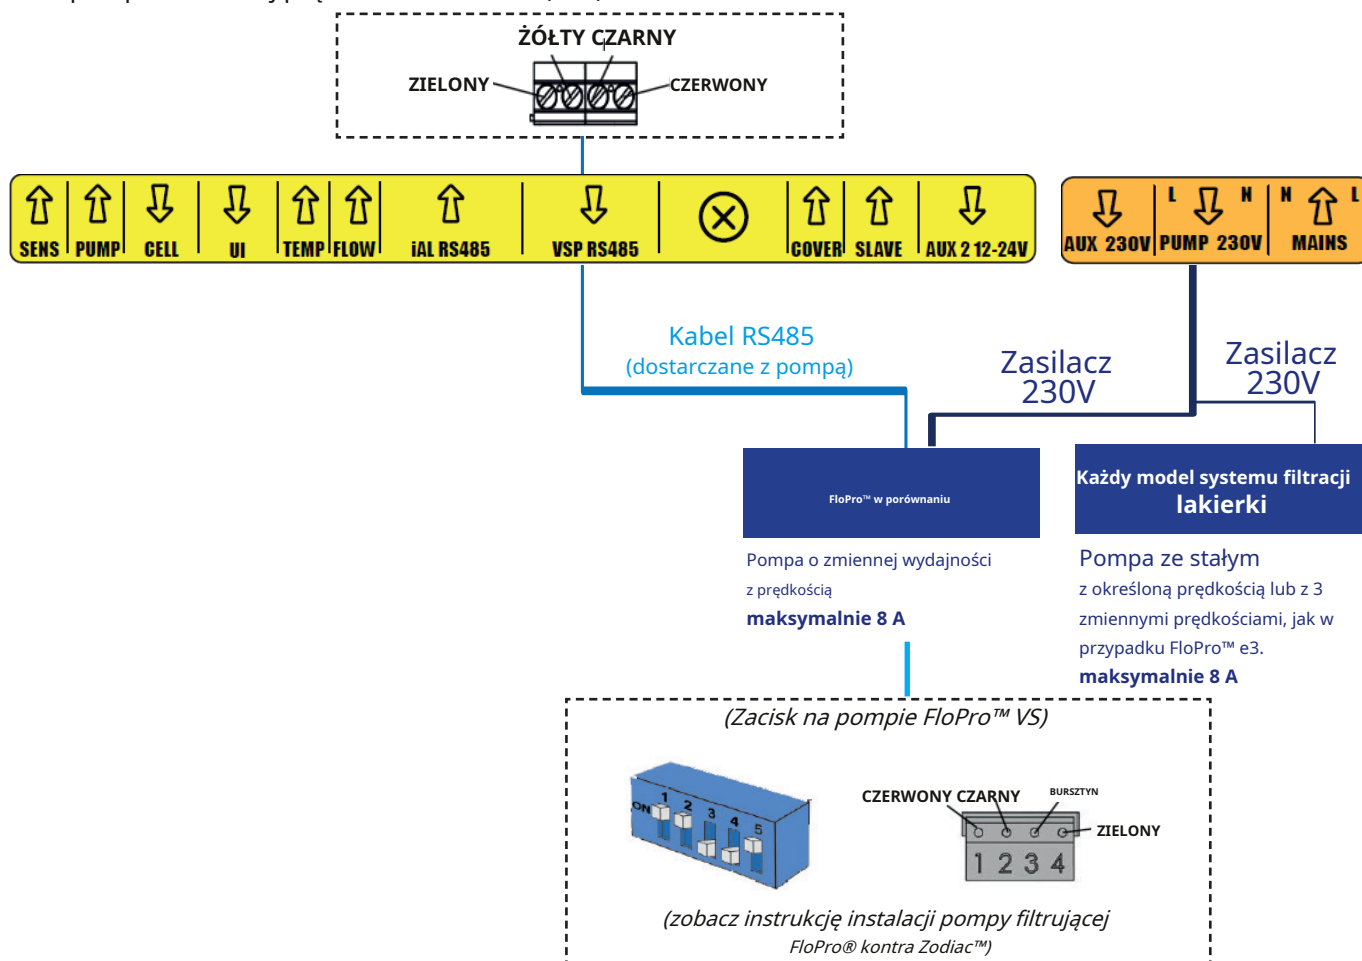 ŻÓŁTY CZARNY
ZIELONY
CZERWONY
SENS PUMP CELL UI TEMP FLOW iAL RS485 VSP RS485 COVER SLAVE AUX 2 12-24V
L N N L
AUX 230V PUMP 230V MAINS
Kabel RS485
(dostarczane z pompą)
Zasilacz
230V
Zasilacz
230V
FloPro™ w porównaniu
Każdy model systemu filtracji
lakierki
Pompa o zmiennej wydajności
z prędkością
maksymalnie 8 A
Pompa ze stałym
z określoną prędkością lub z 3
zmiennymi prędkościami, jak w
przypadku FloPro™ e3.
maksymalnie 8 A
(Zacisk na pompie FloPro™ VS)
ON 1 2 3 4 5
CZERWONY CZARNY
BURSZTYN
ZIELONY
1 2 3 4
(zobacz instrukcję instalacji pompy filtrującej
FloPro® kontra Zodiac™)